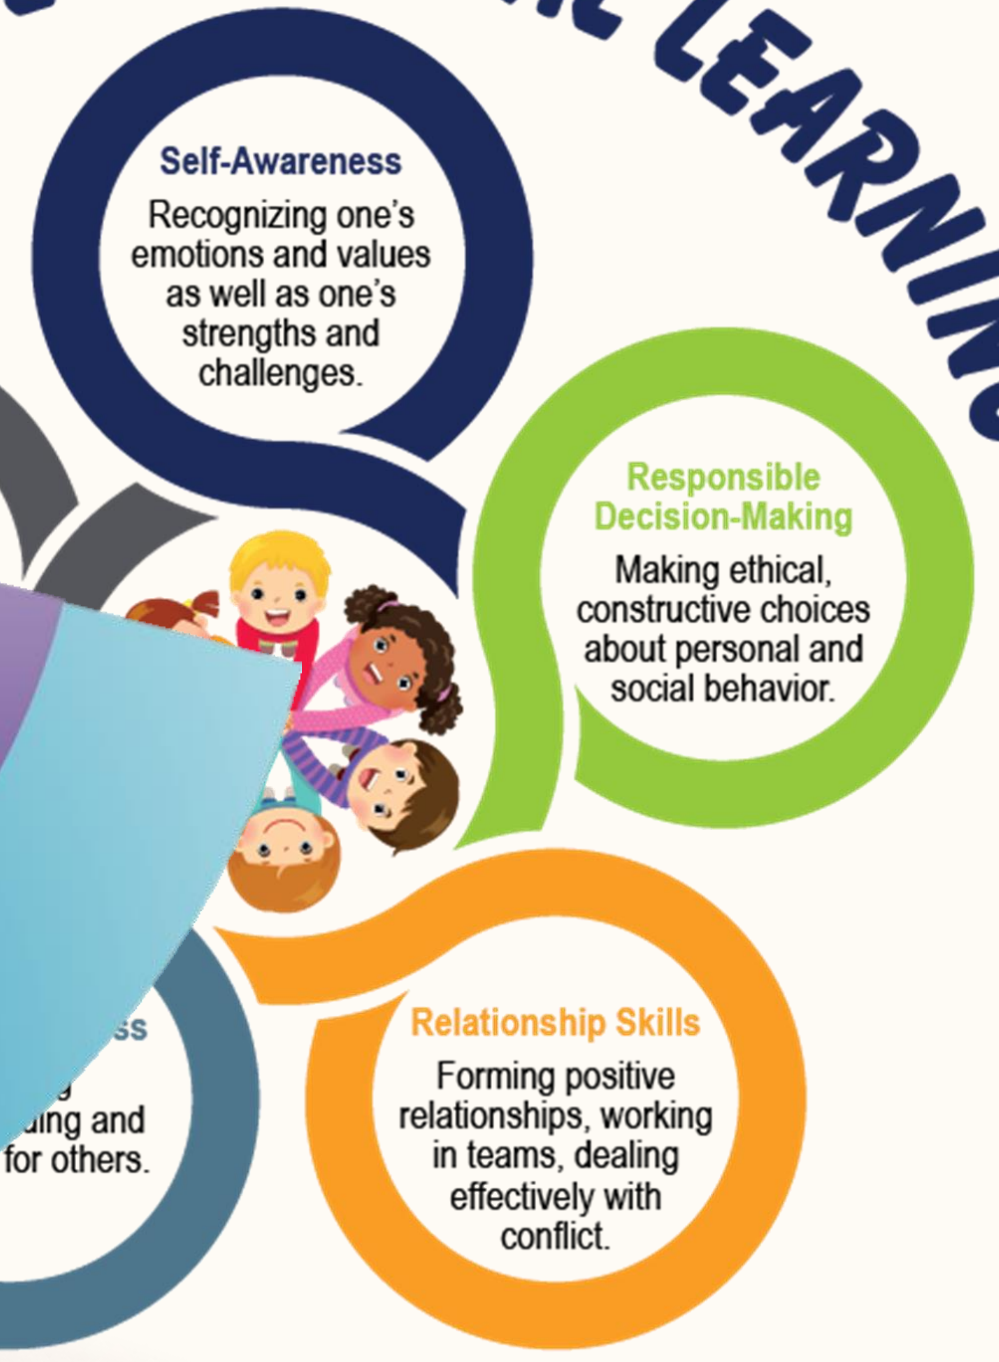 LEARNING
Self-Awareness
Recognizing one's
emotions and values
as well as one's
strengths and
challenges.
Responsible
Decision-Making
Making ethical,
constructive choices
about personal and
social behavior.
Relationship Skills
Forming positive
relationships, working
in teams, dealing
effectively with
conflict.
and
for others.